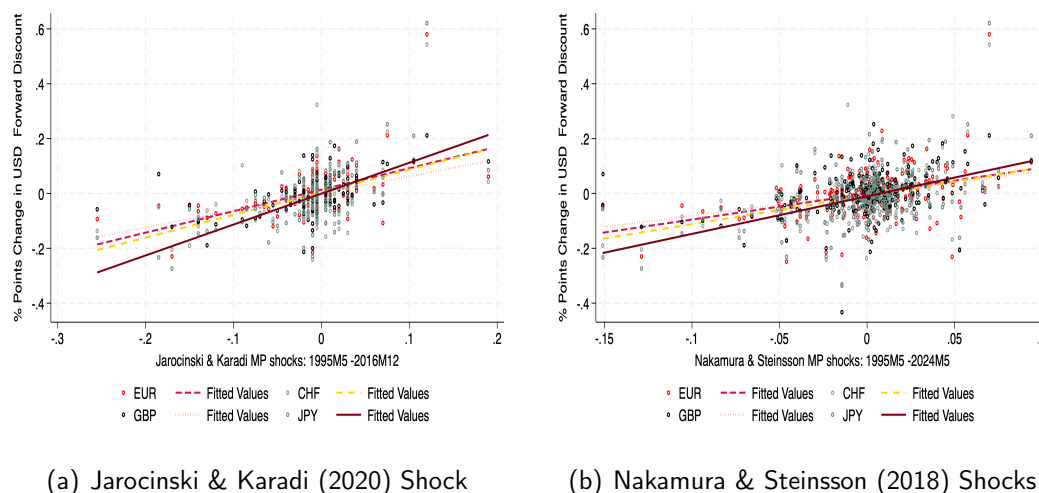 % Points Change in USD  Forward Discount
.6
.4
.2
0
-.2
-.4
-.3
-.2
-.1
0
.1
.2
Jarocinski & Karadi MP shocks: 1995M5 -2016M12
EUR
Fitted Values
CHF
Fitted Values
GBP
Fitted Values
JPY
Fitted Values
% Points Change in USD  Forward Discount
.6
.4
.2
0
-.2
-.4
-.15
-.1
-.05
0
.05
Nakamura & Steinsson MP shocks: 1995M5 -2024M5
EUR
Fitted Values
CHF
Fitted Values
GBP
Fitted Values
JPY
Fitted Values
(a) Jarocinski & Karadi (2020) Shock
(b) Nakamura & Steinsson (2018) Shocks